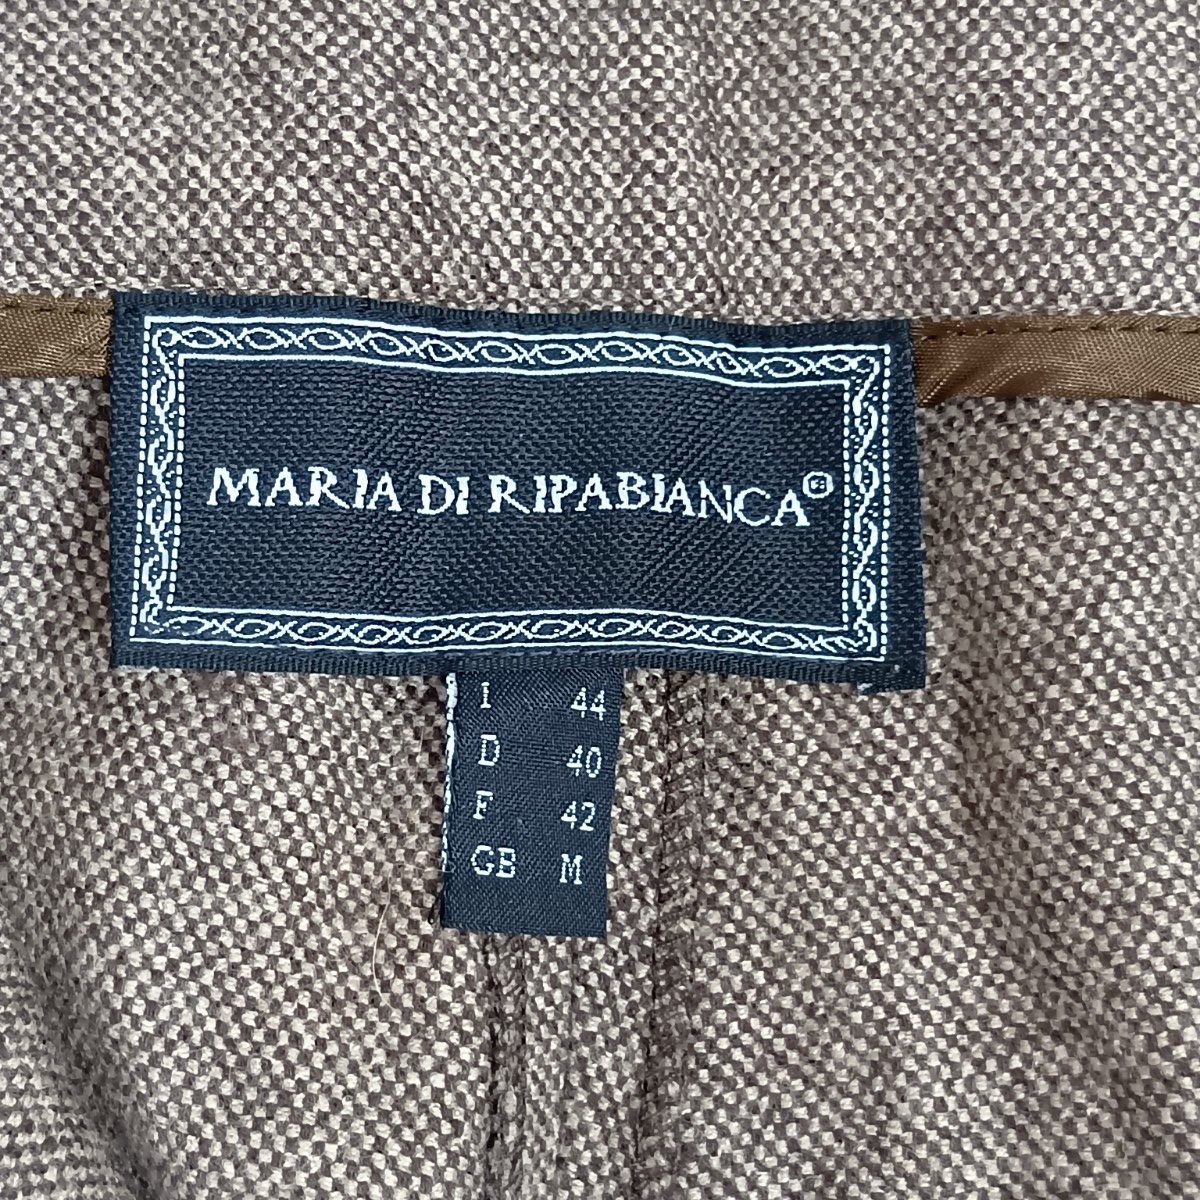 MARIA DI RIPABIANCA®
I 44
D 40
F 42
GB M